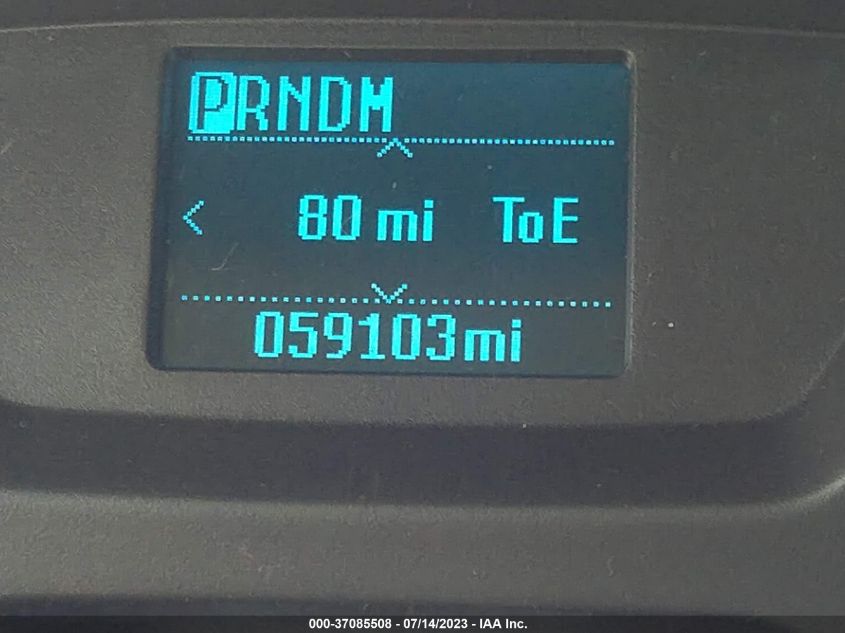 PRNDM
80 mi ToE
059103mi
000-37085508 - 07/14/2023 - IAA Inc.